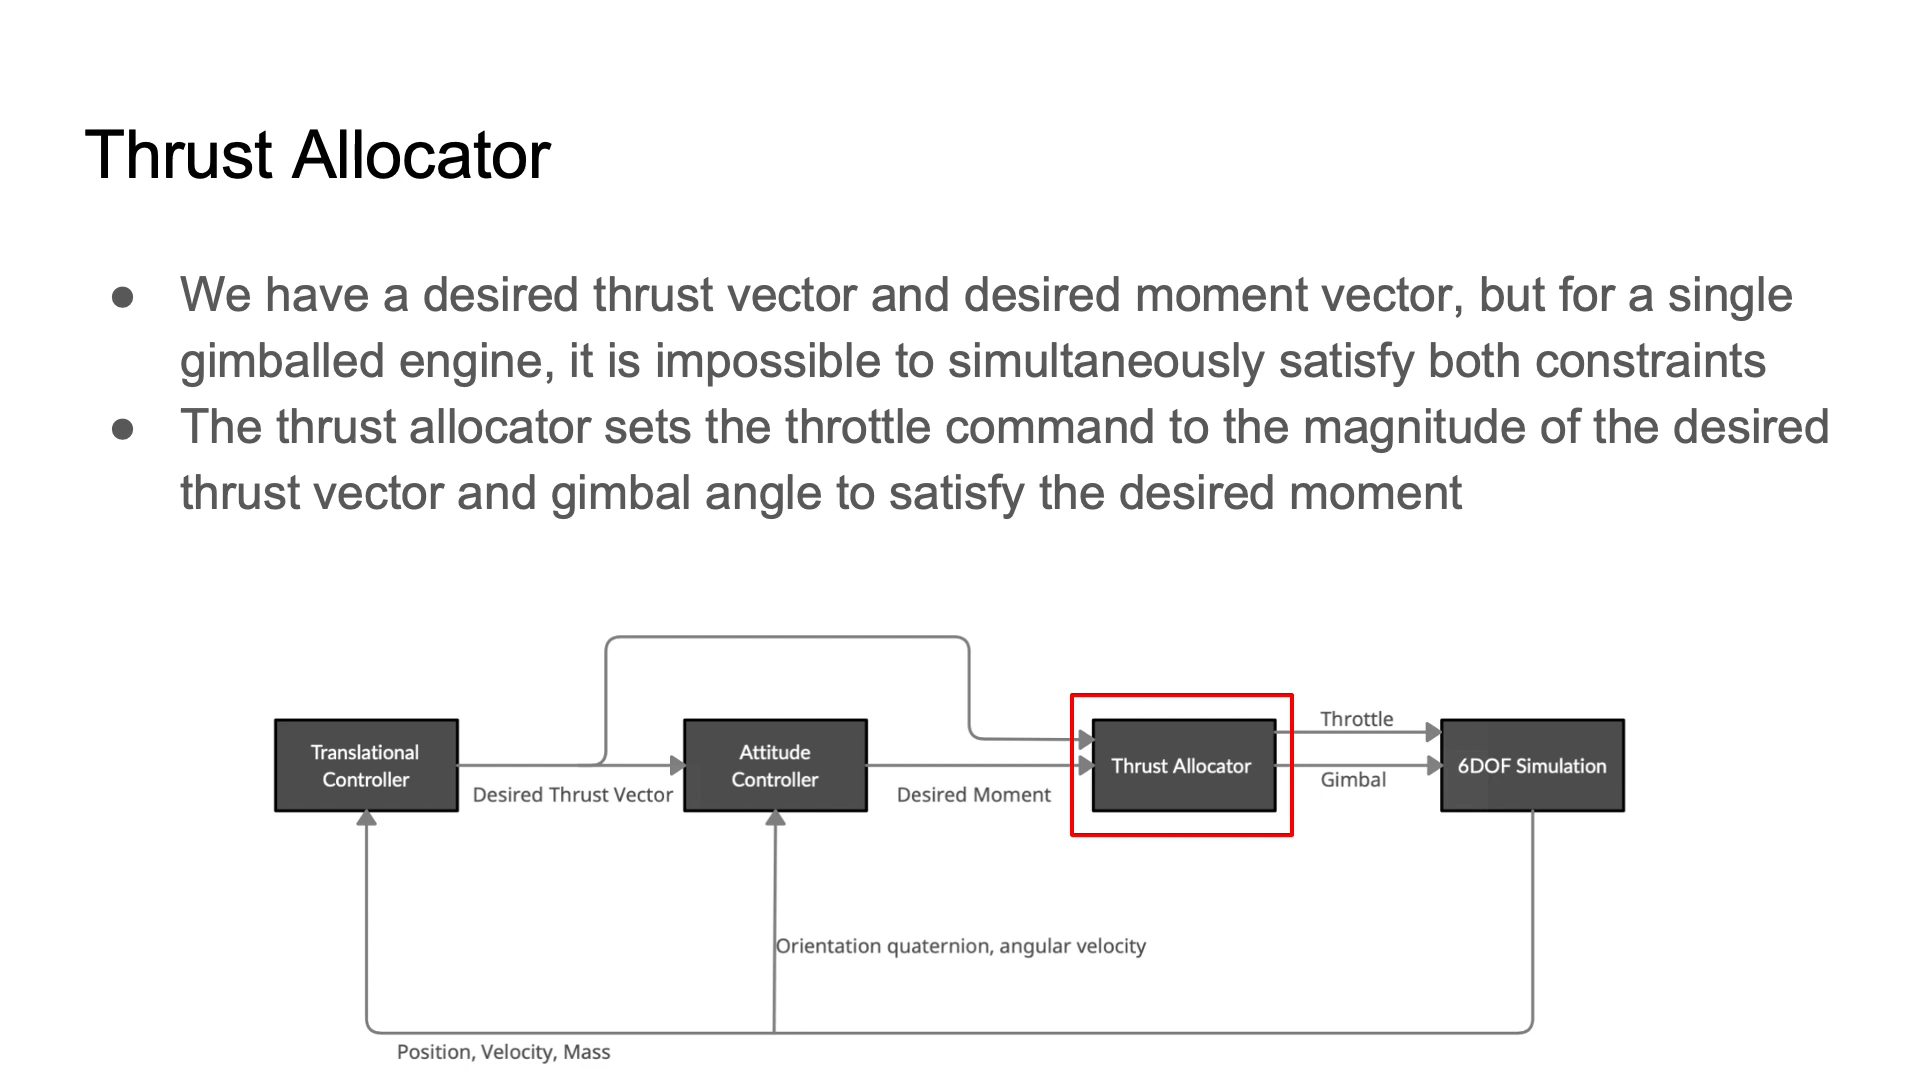 Thrust Allocator
● We have a desired thrust vector and desired moment vector, but for a single
gimballed engine, it is impossible to simultaneously satisfy both constraints
● The thrust allocator sets the throttle command to the magnitude of the desired
thrust vector and gimbal angle to satisfy the desired moment
Translational
Controller
Desired Thrust Vector
Attitude
Controller
Desired Moment
Thrust Allocator
Throttle
Gimbal
6DOF Simulation
Orientation quaternion, angular velocity
Position, Velocity, Mass